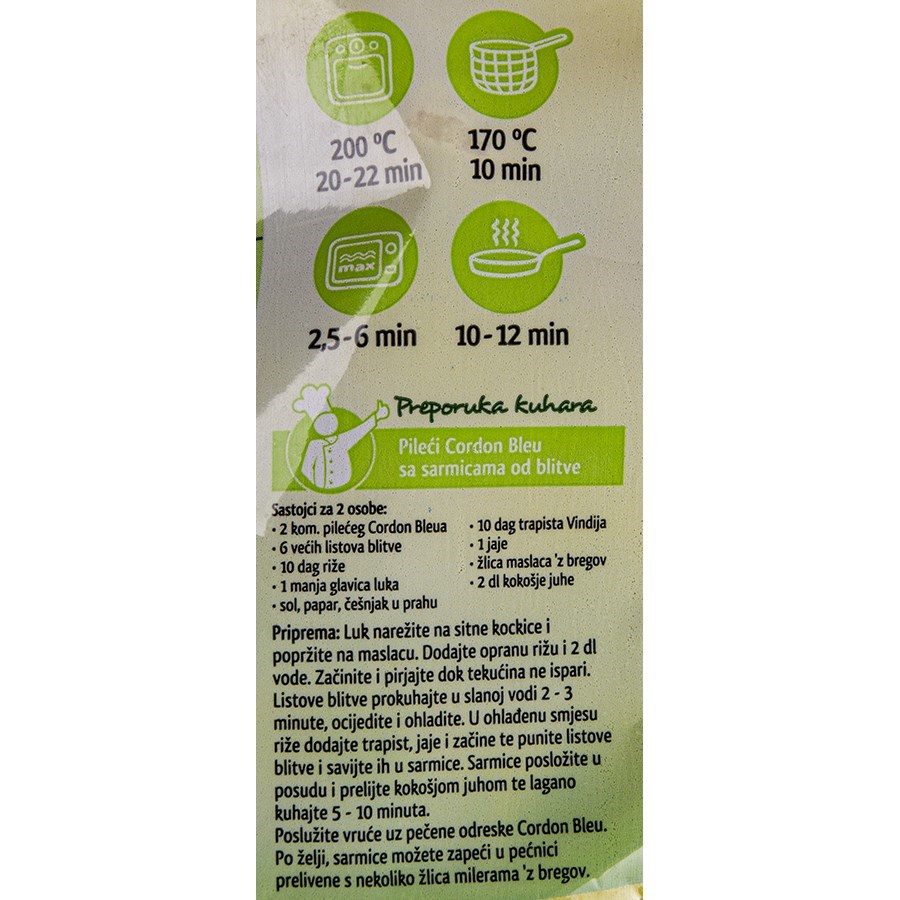 200 ºC
20-22 min
170 ºC
10 min
max
2,5-6 min
10-12 min
Preporuka kuhara
Pileći Cordon Bleu
sa sarmicama od blitve
Sastojci za 2 osobe:
• 2 kom. pilećeg Cordon Bleua
• 6 većih listova blitve
• 10 dag riže
• 1 manja glavica luka
• sol, papar, češnjak u prahu
• 10 dag trapista Vindija
• 1 jaje
• žlica maslaca 'z bregov
• 2 dl kokošje juhe
Priprema: Luk narežite na sitne kockice i
popržite na maslacu. Dodajte opranu rižu i 2 dl
vode. Začinite i pirjajte dok tekućina ne ispari.
Listove blitve prokuhajte u slanoj vodi 2 - 3
minute, ocijedite i ohladite. U ohlađenu smjesu
riže dodajte trapist, jaje i začine te punite listove
blitve i savijte ih u sarmice. Sarmice posložite u
posudu i prelijte kokošjom juhom te lagano
kuhajte 5 - 10 minuta.
Poslužite vruće uz pečene odreske Cordon Bleu.
Po želji, sarmice možete zapeći u pećnici
prelivene s nekoliko žlica milerama 'z bregov.